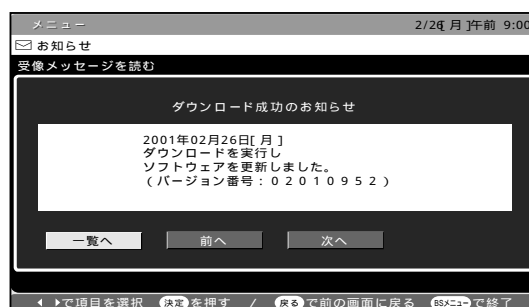 メニュー 2/26[月]午前 9:00
お知らせ
受像メッセージを読む
ダウンロード成功のお知らせ
2001年02月26日[月]
ダウンロードを実行し
ソフトウェアを更新しました。
(バージョン番号:02010952)
一覧へ 前へ 次へ
で項目を選択 決定を押す / 戻るで前の画面に戻る BSメニューで終了